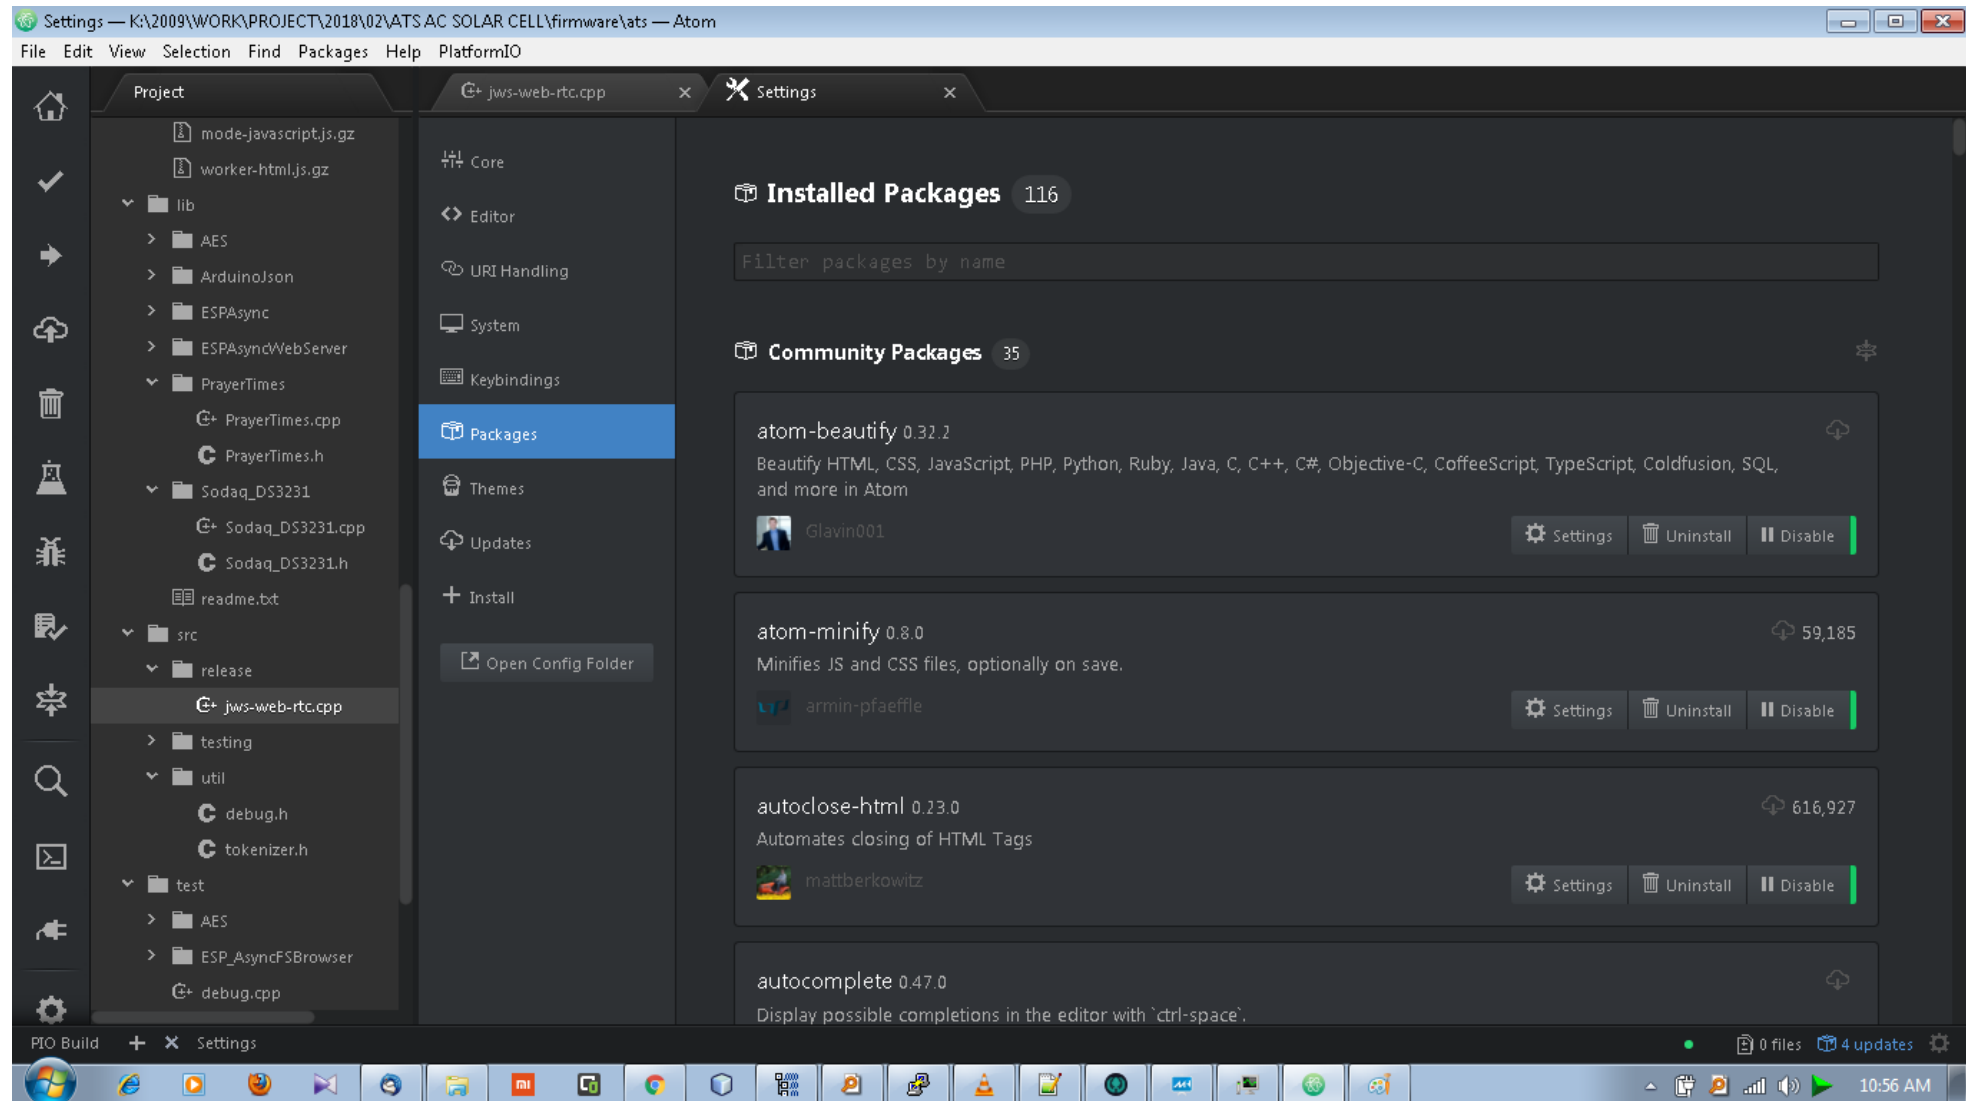 Settings — K:\2009\WORK\PROJECT\2018\02\ATS AC SOLAR CELL\firmware\ats — Atom
File Edit View Selection Find Packages Help PlatformIO
Project
jws-web-rtc.cpp
Settings
mode-javascript.js.gz
worker-html.js.gz
lib
AES
ArduinoJson
ESPAsync
ESPAsyncWebServer
PrayerTimes
PrayerTimes.cpp
PrayerTimes.h
Sodaq_DS3231
Sodaq_DS3231.cpp
Sodaq_DS3231.h
readme.txt
src
release
jws-web-rtc.cpp
testing
util
debug.h
tokenizer.h
test
AES
ESP_AsyncFSBrowser
debug.cpp
Core
Editor
URI Handling
System
Keybindings
Packages
Themes
Updates
Install
Open Config Folder
Installed Packages 116
Filter packages by name
Community Packages 35
atom-beautify 0.32.2
Beautify HTML, CSS, JavaScript, PHP, Python, Ruby, Java, C, C++, C#, Objective-C, CoffeeScript, TypeScript, Coldfusion, SQL,
and more in Atom
Glavin001
Settings Uninstall Disable
atom-minify 0.8.0 59,185
Minifies JS and CSS files, optionally on save.
armin-pfaeffle
Settings Uninstall Disable
autoclose-html 0.23.0 616,927
Automates closing of HTML Tags
mattberkowitz
Settings Uninstall Disable
autocomplete 0.47.0
Display possible completions in the editor with `ctrl-space`.
PIO Build Settings 0 files 4 updates
10:56 AM